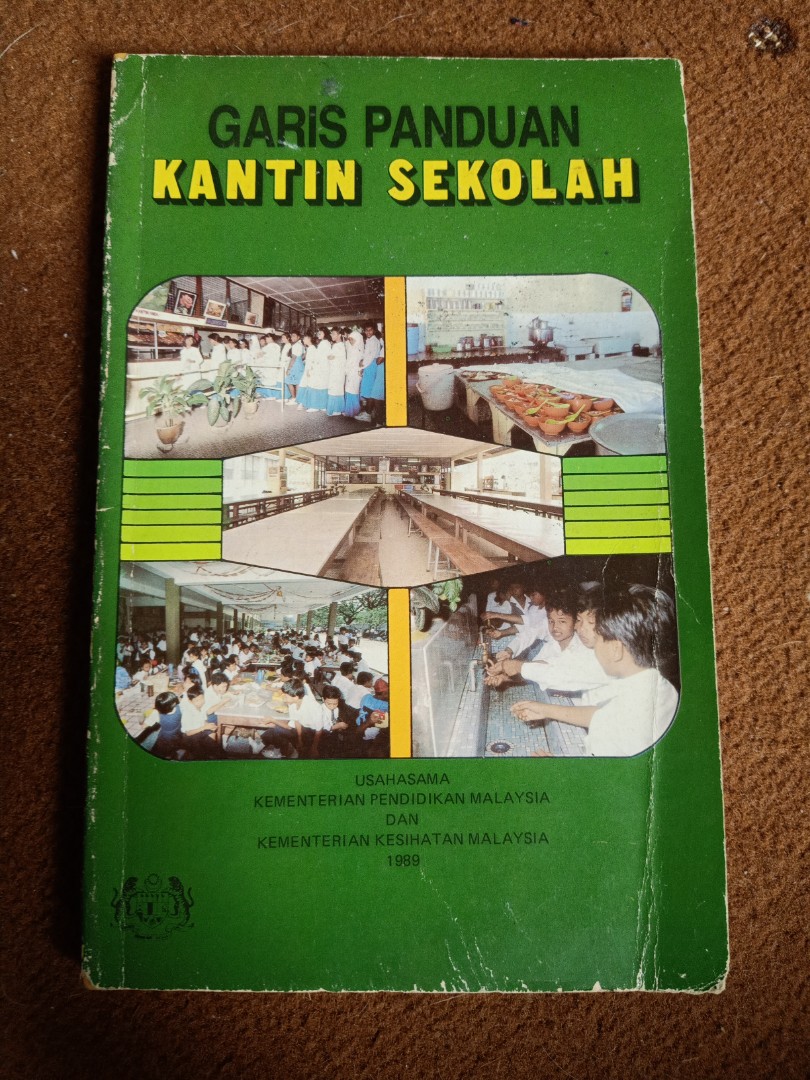 GARIS PANDUAN
KANTIN SEKOLAH
USAHASAMA
KEMENTERIAN PENDIDIKAN MALAYSIA
DAN
KEMENTERIAN KESIHATAN MALAYSIA
1989